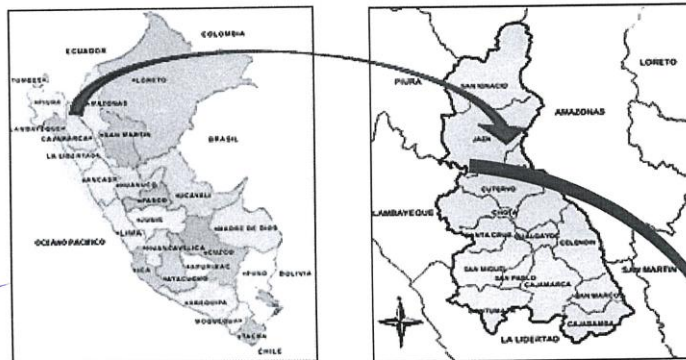 COLOMBIA
ECUADOR
TUMBES
LORETO
PIURA
AMAZONAS
LAMBAYEQUE
SAN MARTIN
CAJAMARCA
BRASIL
LA LIBERTAD
ANCASH
HUANUCO
UCAYALI
PASCO
JUNIN
LIMA
MADRE DE DIOS
OCEANO PACIFICO
HUANCAVELICA
CUZCO
APURIMAC
ICA
AYACUCHO
PUNO
BOLIVIA
AREQUIPA
MOQUEGUA
TACNA
CHILE
LORETO
PIURA
SAN IGNACIO
AMAZONAS
JAEN
CUTERVO
LAMBAYEQUE
CHOTA
SANTA CRUZ
HUALGAYOC
CELENDIN
SAN MIGUEL
SAN PABLO
CAJAMARCA
SAN MARTIN
SAN MARCOS
CONTUMAZA
CAJABAMBA
LA LIBERTAD